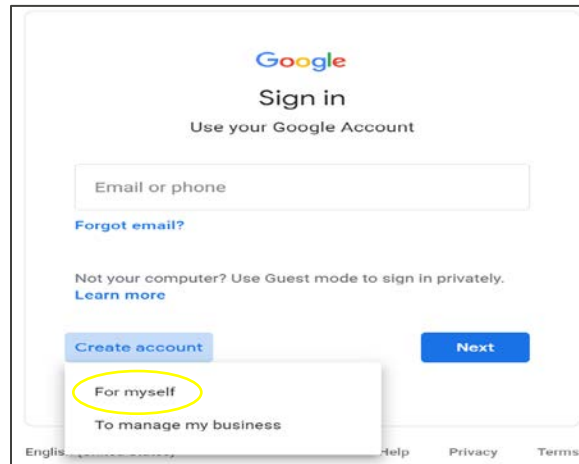 Google
Sign in
Use your Google Account
Email or phone
Forgot email?
Not your computer? Use Guest mode to sign in privately.
Learn more
Create account Next
For myself
To manage my business
Help Privacy Terms